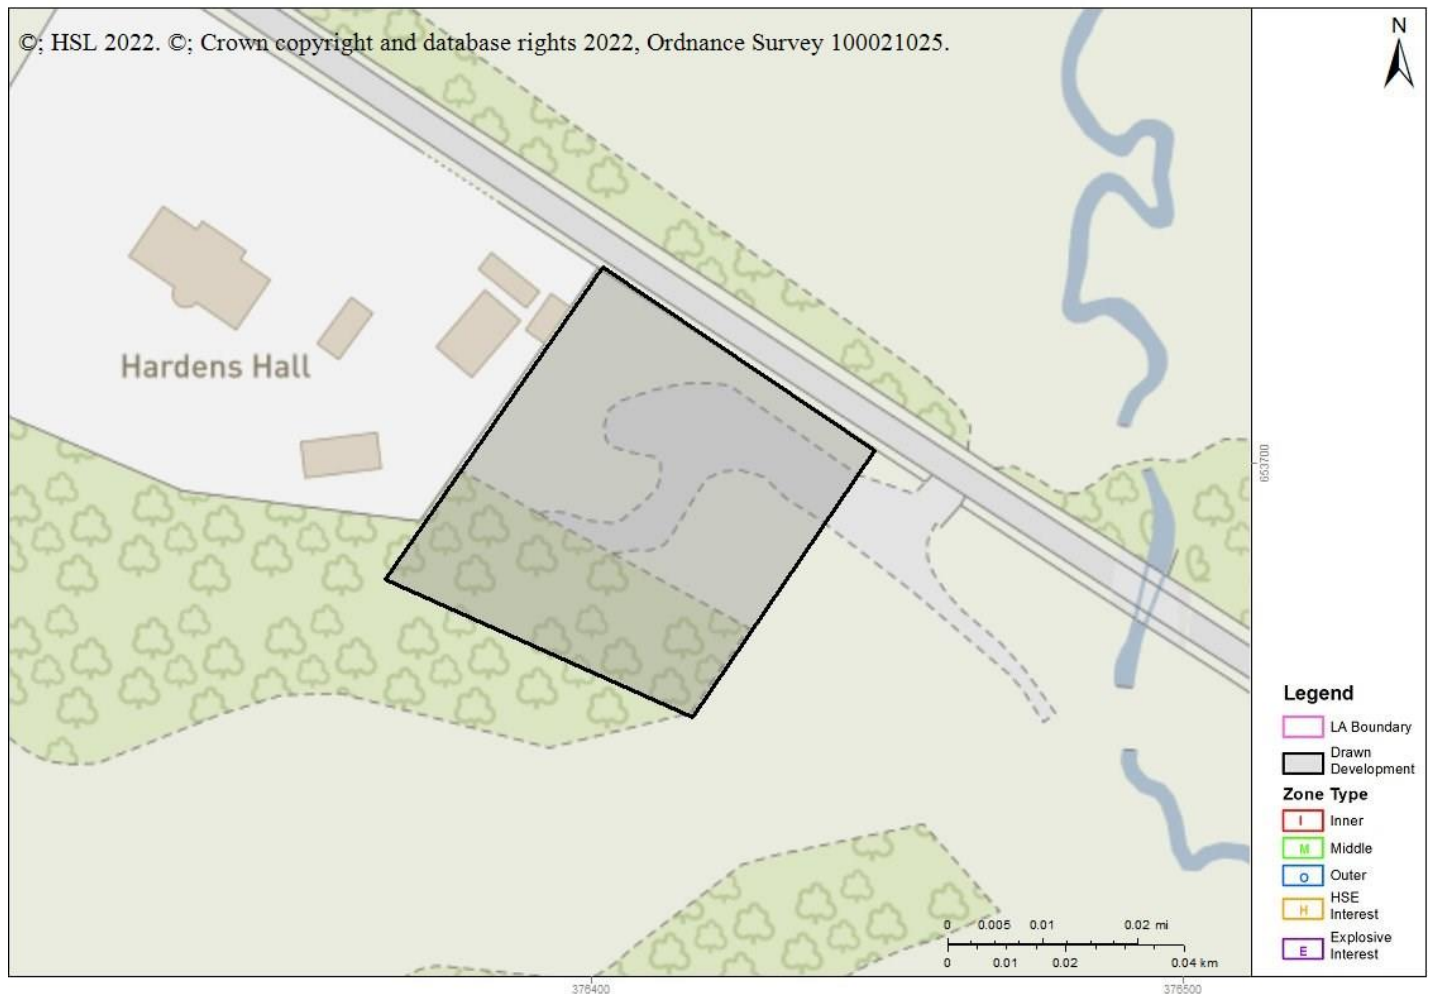 ©; HSL 2022. ©; Crown copyright and database rights 2022, Ordnance Survey 100021025.
N
Hardens Hall
653700
Legend
LA Boundary
Drawn
Development
Zone Type
I Inner
M Middle
O Outer
H HSE
Interest
E Explosive
Interest
0 0.005 0.01 0.02 mi
0 0.01 0.02 0.04 km
376400
376500